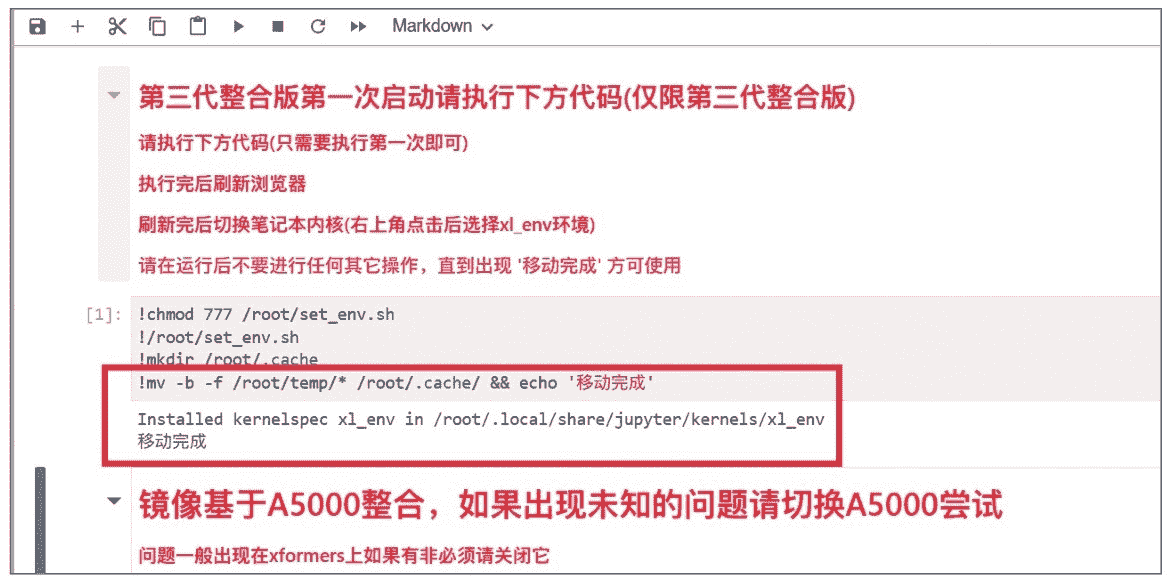 Markdown
第三代整合版第一次启动请执行下方代码(仅限第三代整合版)
请执行下方代码(只需要执行第一次即可)
执行完后刷新浏览器
刷新完后切换笔记本内核(右上角点击后选择xl_env环境)
请在运行后不要进行任何其它操作，直到出现 '移动完成' 方可使用
[1]: !chmod 777 /root/set_env.sh
!/root/set_env.sh
!mkdir /root/.cache
!mv -b -f /root/temp/* /root/.cache/ && echo '移动完成'
Installed kernelspec xl_env in /root/.local/share/jupyter/kernels/xl_env
移动完成
镜像基于A5000整合，如果出现未知的问题请切换A5000尝试
问题一般出现在xformers上如果有非必须请关闭它